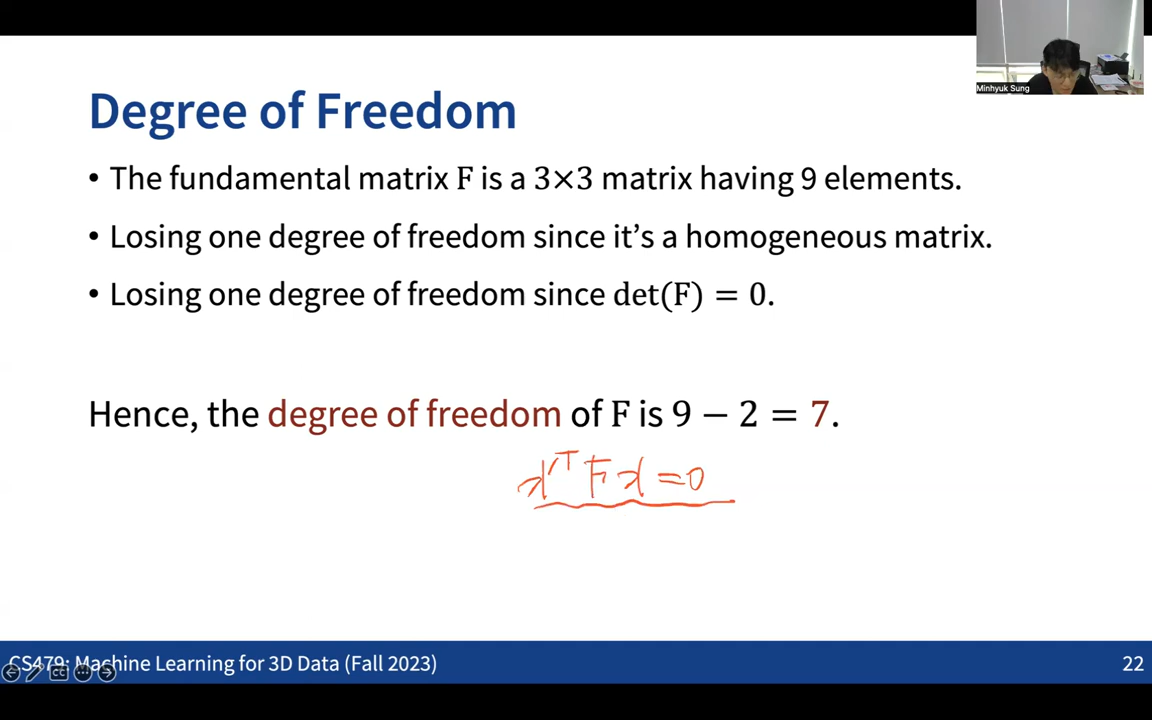 Minhyuk Sung
Degree of Freedom
• The fundamental matrix F is a 3×3 matrix having 9 elements.
• Losing one degree of freedom since it's a homogeneous matrix.
• Losing one degree of freedom since det(F) = 0.
Hence, the degree of freedom of F is 9 − 2 = 7.
x'ᵀ F x = 0
CS479: Machine Learning for 3D Data (Fall 2023)
22